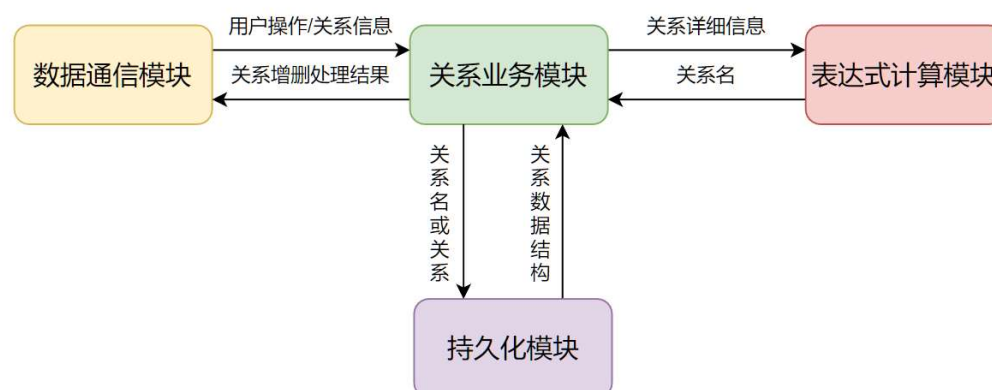 用户操作/关系信息
关系详细信息
数据通信模块
关系业务模块
表达式计算模块
关系增删处理结果
关系名
关系名或关系
关系数据结构
持久化模块